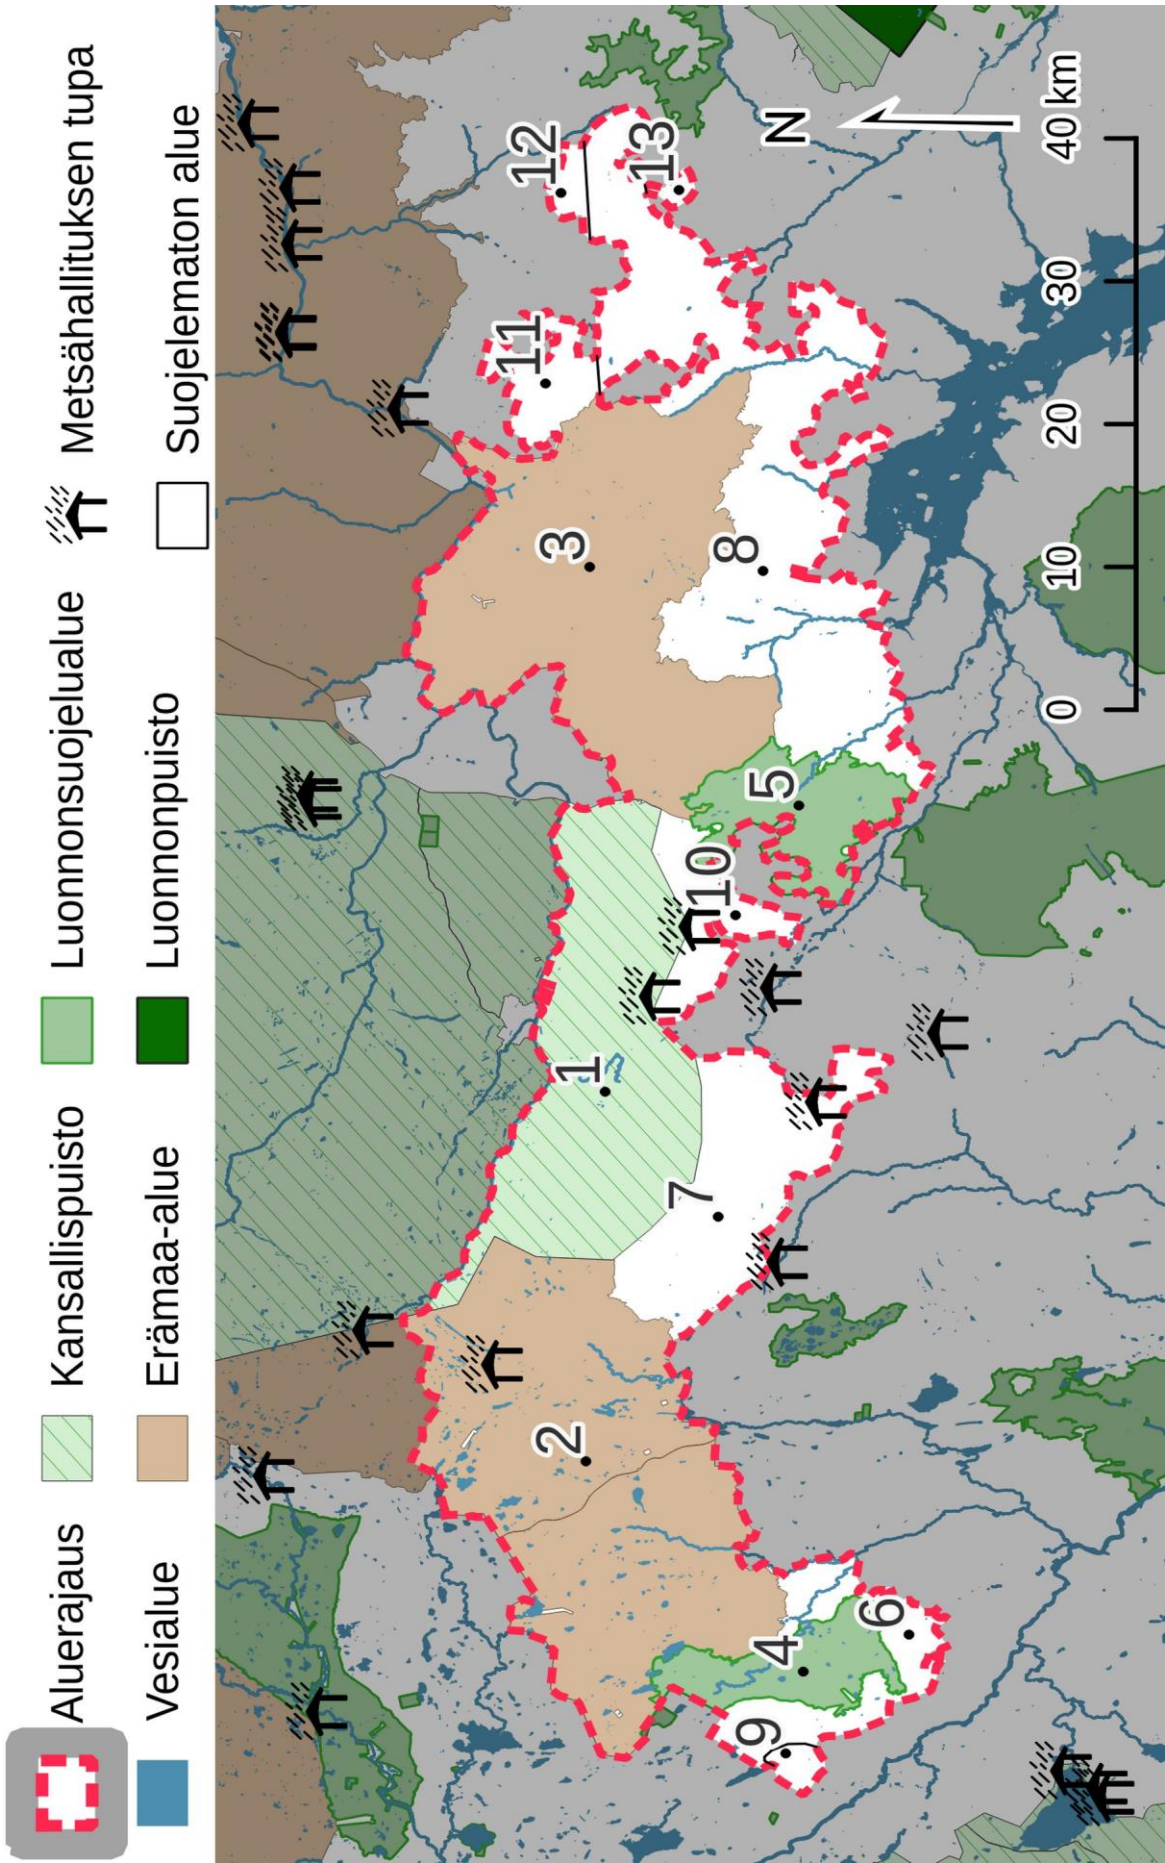 Aluerajaus
Kansallispuisto
Luonnonsuojelualue
Metsähallituksen tupa
Vesialue
Erämaa-alue
Luonnonpuisto
Suojelematon alue
1
2
3
4
5
6
7
8
9
10
11
12
13
N
0 10 20 30 40 km